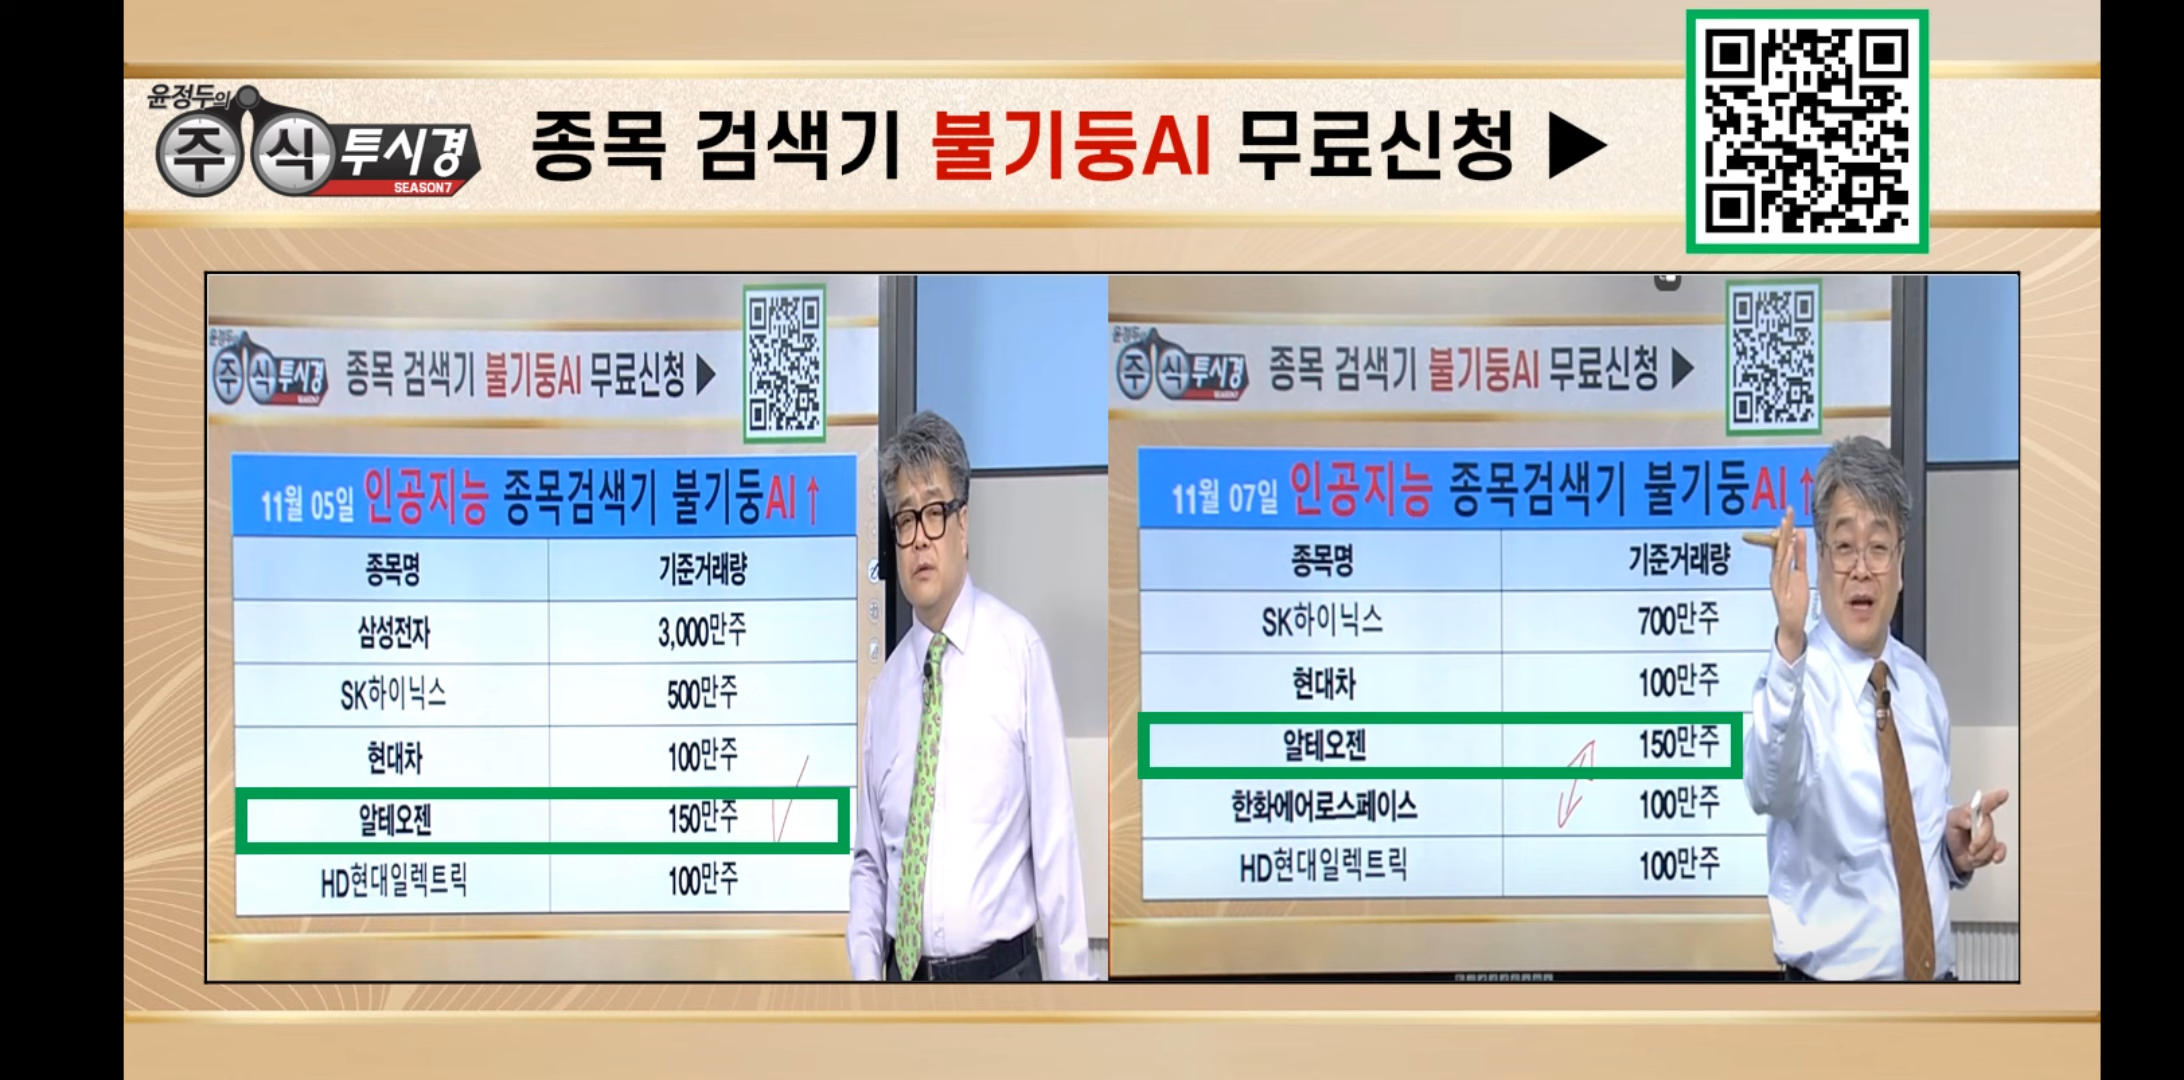 윤정두의
주식투시경
SEASON7
종목 검색기 불기둥AI 무료신청 ▶
윤정두의
주식투시경
SEASON7
종목 검색기 불기둥AI 무료신청 ▶
11월 05일 인공지능 종목검색기 불기둥AI↑
종목명 기준거래량
삼성전자 3,000만주
SK하이닉스 500만주
현대차 100만주
알테오젠 150만주
HD현대일렉트릭 100만주
윤정두의
주식투시경
SEASON7
종목 검색기 불기둥AI 무료신청 ▶
11월 07일 인공지능 종목검색기 불기둥AI↑
종목명 기준거래량
SK하이닉스 700만주
현대차 100만주
알테오젠 150만주
한화에어로스페이스 100만주
HD현대일렉트릭 100만주